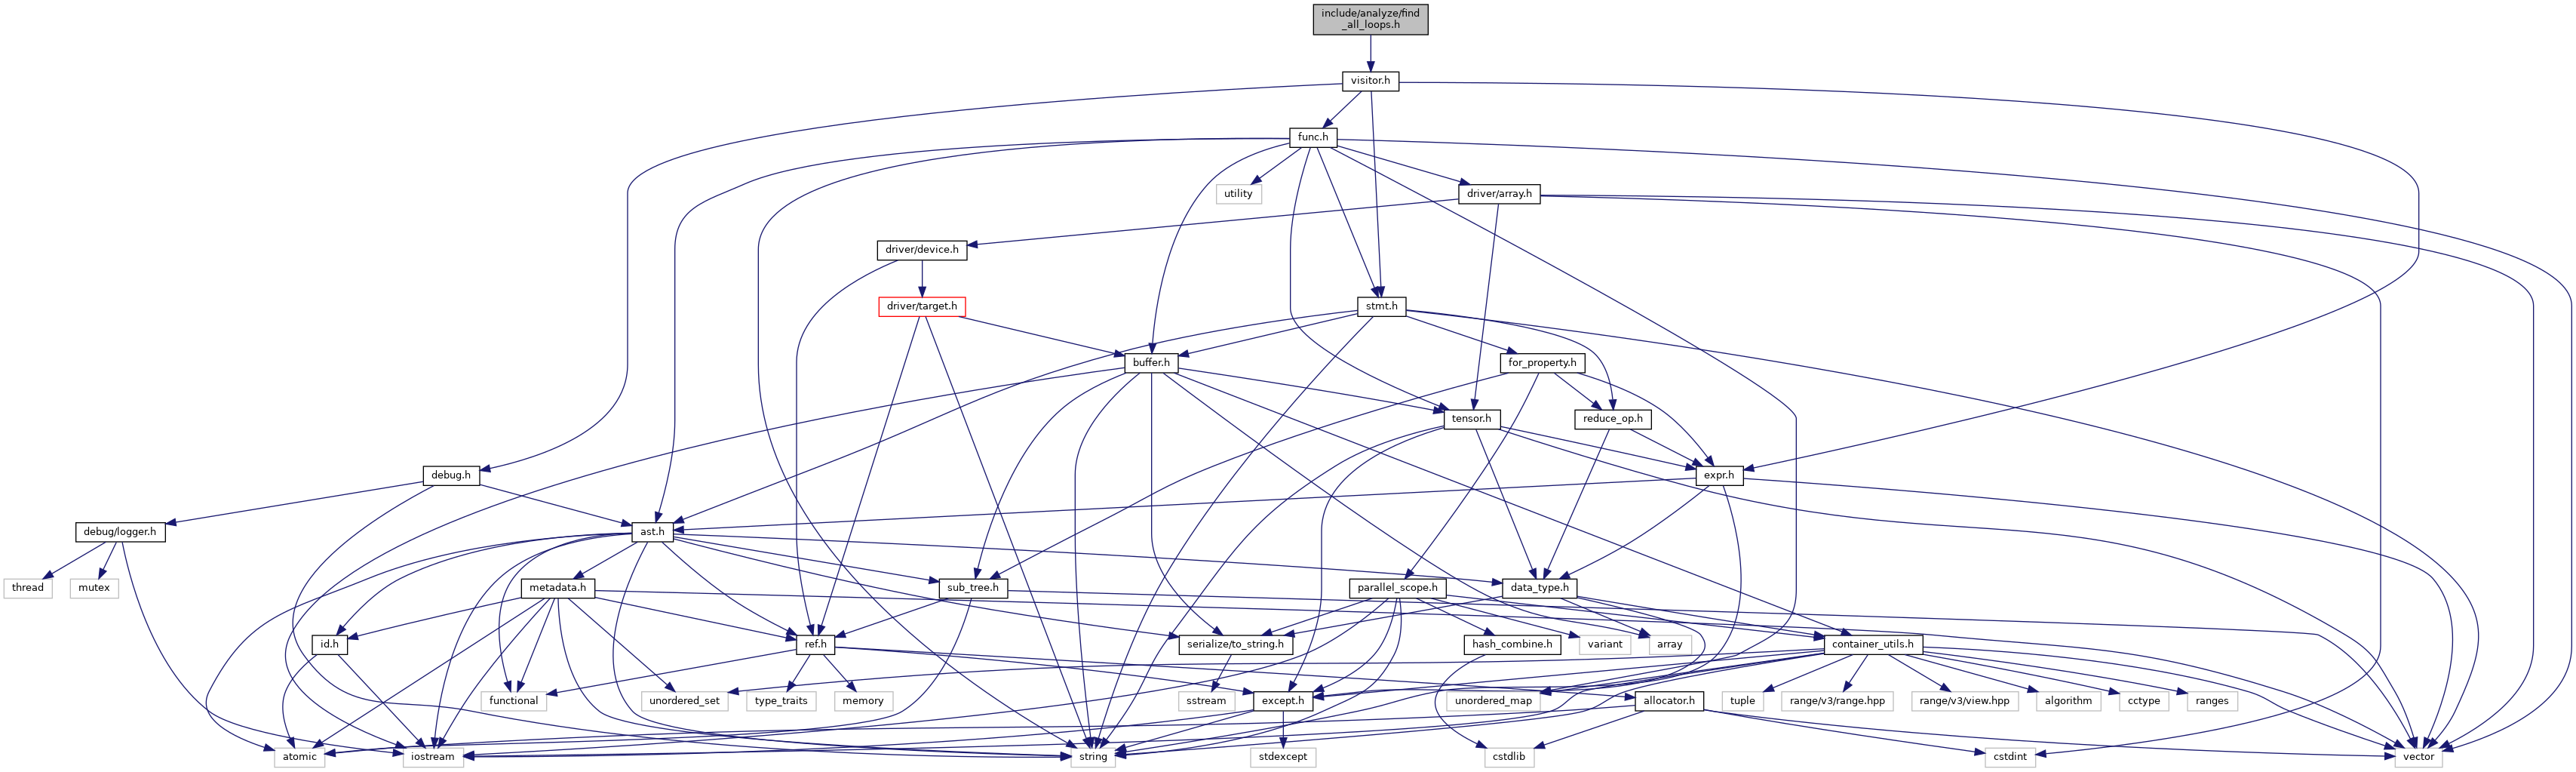 include/analyze/find
_all_loops.h
visitor.h
func.h
utility
driver/array.h
driver/device.h
driver/target.h
stmt.h
buffer.h
for_property.h
tensor.h
reduce_op.h
debug.h
expr.h
debug/logger.h
ast.h
thread
mutex
metadata.h
sub_tree.h
parallel_scope.h
data_type.h
id.h
ref.h
serialize/to_string.h
hash_combine.h
variant
array
container_utils.h
functional
unordered_set
type_traits
memory
sstream
except.h
unordered_map
allocator.h
tuple
range/v3/range.hpp
range/v3/view.hpp
algorithm
cctype
ranges
atomic
iostream
string
stdexcept
cstdlib
cstdint
vector